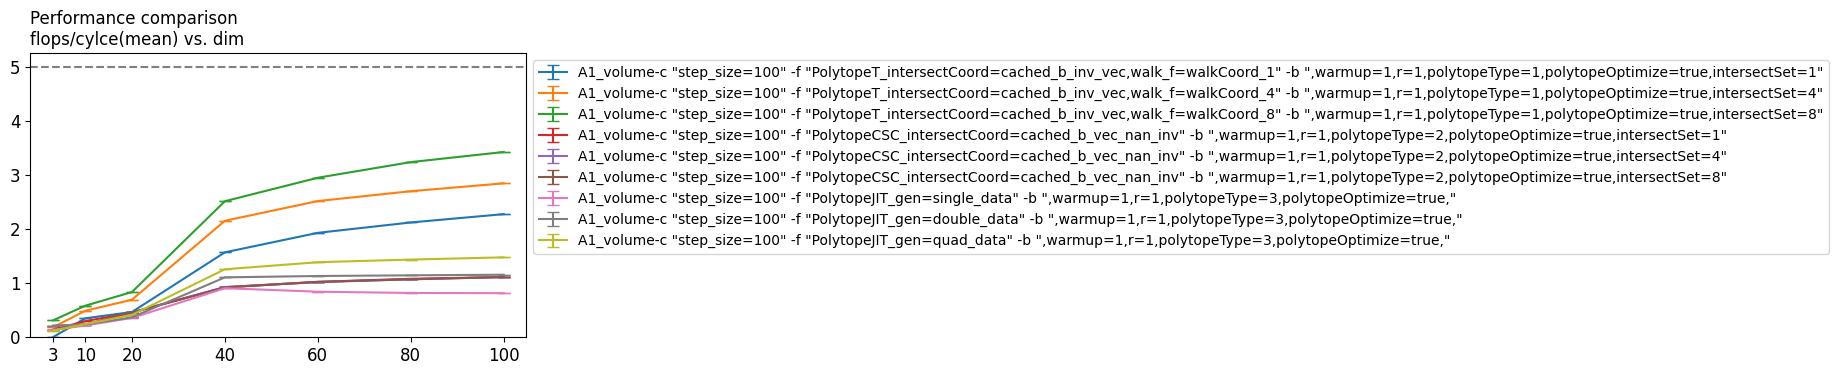 Performance comparison
flops/cylce(mean) vs. dim
5
4
3
2
1
0
3 10 20 40 60 80 100
A1_volume-c "step_size=100" -f "PolytopeT_intersectCoord=cached_b_inv_vec,walk_f=walkCoord_1" -b ",warmup=1,r=1,polytopeType=1,polytopeOptimize=true,intersectSet=1"
A1_volume-c "step_size=100" -f "PolytopeT_intersectCoord=cached_b_inv_vec,walk_f=walkCoord_4" -b ",warmup=1,r=1,polytopeType=1,polytopeOptimize=true,intersectSet=4"
A1_volume-c "step_size=100" -f "PolytopeT_intersectCoord=cached_b_inv_vec,walk_f=walkCoord_8" -b ",warmup=1,r=1,polytopeType=1,polytopeOptimize=true,intersectSet=8"
A1_volume-c "step_size=100" -f "PolytopeCSC_intersectCoord=cached_b_vec_nan_inv" -b ",warmup=1,r=1,polytopeType=2,polytopeOptimize=true,intersectSet=1"
A1_volume-c "step_size=100" -f "PolytopeCSC_intersectCoord=cached_b_vec_nan_inv" -b ",warmup=1,r=1,polytopeType=2,polytopeOptimize=true,intersectSet=4"
A1_volume-c "step_size=100" -f "PolytopeCSC_intersectCoord=cached_b_vec_nan_inv" -b ",warmup=1,r=1,polytopeType=2,polytopeOptimize=true,intersectSet=8"
A1_volume-c "step_size=100" -f "PolytopeJIT_gen=single_data" -b ",warmup=1,r=1,polytopeType=3,polytopeOptimize=true,"
A1_volume-c "step_size=100" -f "PolytopeJIT_gen=double_data" -b ",warmup=1,r=1,polytopeType=3,polytopeOptimize=true,"
A1_volume-c "step_size=100" -f "PolytopeJIT_gen=quad_data" -b ",warmup=1,r=1,polytopeType=3,polytopeOptimize=true,"